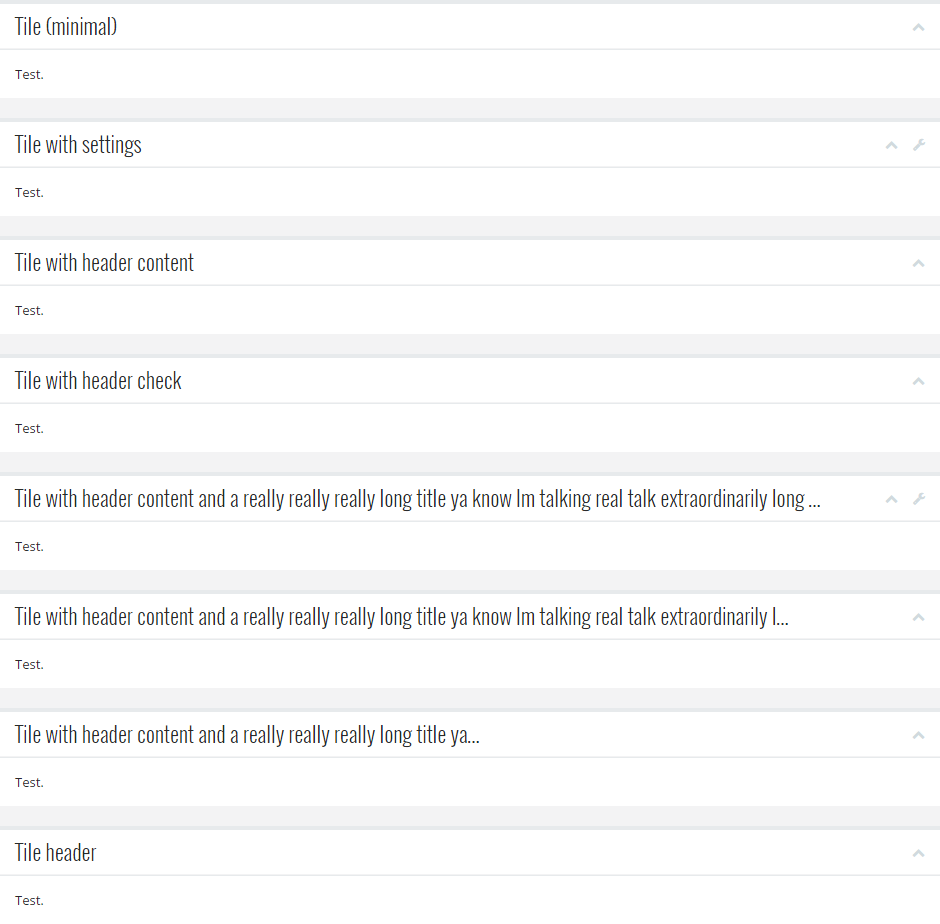 Tile (minimal)
Test.
Tile with settings
Test.
Tile with header content
Test.
Tile with header check
Test.
Tile with header content and a really really really long title ya know Im talking real talk extraordinarily long ...
Test.
Tile with header content and a really really really long title ya know Im talking real talk extraordinarily l...
Test.
Tile with header content and a really really really long title ya...
Test.
Tile header
Test.